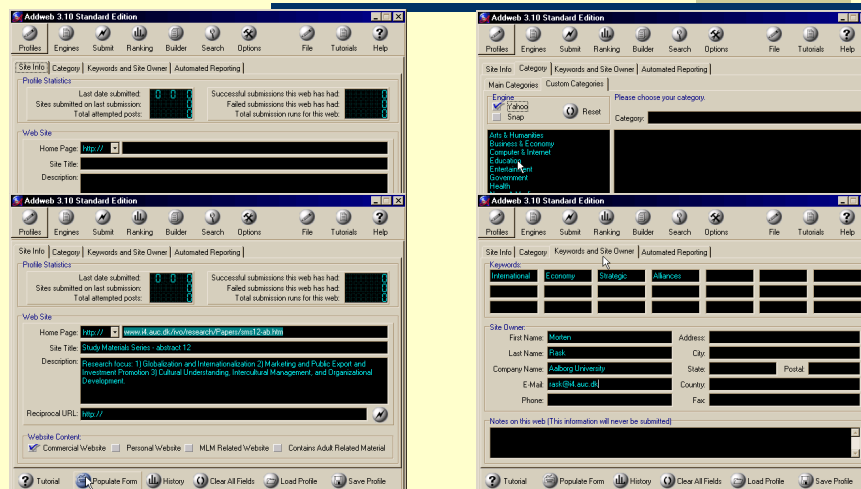 Addweb 3.10 Standard Edition
Profiles Engines Submit Ranking Builder Search Options File Tutorials Help
Site Info Category Keywords and Site Owner Automated Reporting
Profile Statistics
Last date submitted: 0 0 0 Successful submissions this web has had:
Sites submitted on last submission: Failed submissions this web has had:
Total attempted posts: Total submission runs for this web:
Web Site
Home Page: http://
Site Title:
Description:
Addweb 3.10 Standard Edition
Profiles Engines Submit Ranking Builder Search Options File Tutorials Help
Site Info Category Keywords and Site Owner Automated Reporting
Main Categories Custom Categories
Engine Please choose your category.
Yahoo
Snap
Reset
Category:
Arts & Humanities
Business & Economy
Computer & Internet
Education
Entertainment
Government
Health
Addweb 3.10 Standard Edition
Profiles Engines Submit Ranking Builder Search Options File Tutorials Help
Site Info Category Keywords and Site Owner Automated Reporting
Profile Statistics
Last date submitted: 0 0 0 Successful submissions this web has had:
Sites submitted on last submission: Failed submissions this web has had:
Total attempted posts: Total submission runs for this web:
Web Site
Home Page: http:// www.i4.auc.dk/ivo/research/Papers/sms12-ab.htm
Site Title: Study Materials Series - abstract 12
Description: Research focus: 1) Globalization and Internationalization 2) Marketing and Public Export and
Investment Promotion 3) Cultural Understanding, Intercultural Management, and Organizational
Development.
Reciprocal URL: http://
Website Content:
Commercial Website Personal Website MLM Related Website Contains Adult Related Material
Tutorial Populate Form History Clear All Fields Load Profile Save Profile
Addweb 3.10 Standard Edition
Profiles Engines Submit Ranking Builder Search Options File Tutorials Help
Site Info Category Keywords and Site Owner Automated Reporting
Keywords:
International Economy Strategic Alliances
Site Owner:
First Name: Morten Address:
Last Name: Rask City:
Company Name: Aalborg University State: Postal:
E-Mail: rask@i4.auc.dk Country:
Phone: Fax:
Notes on this web (This information will never be submitted)
Tutorial Populate Form History Clear All Fields Load Profile Save Profile